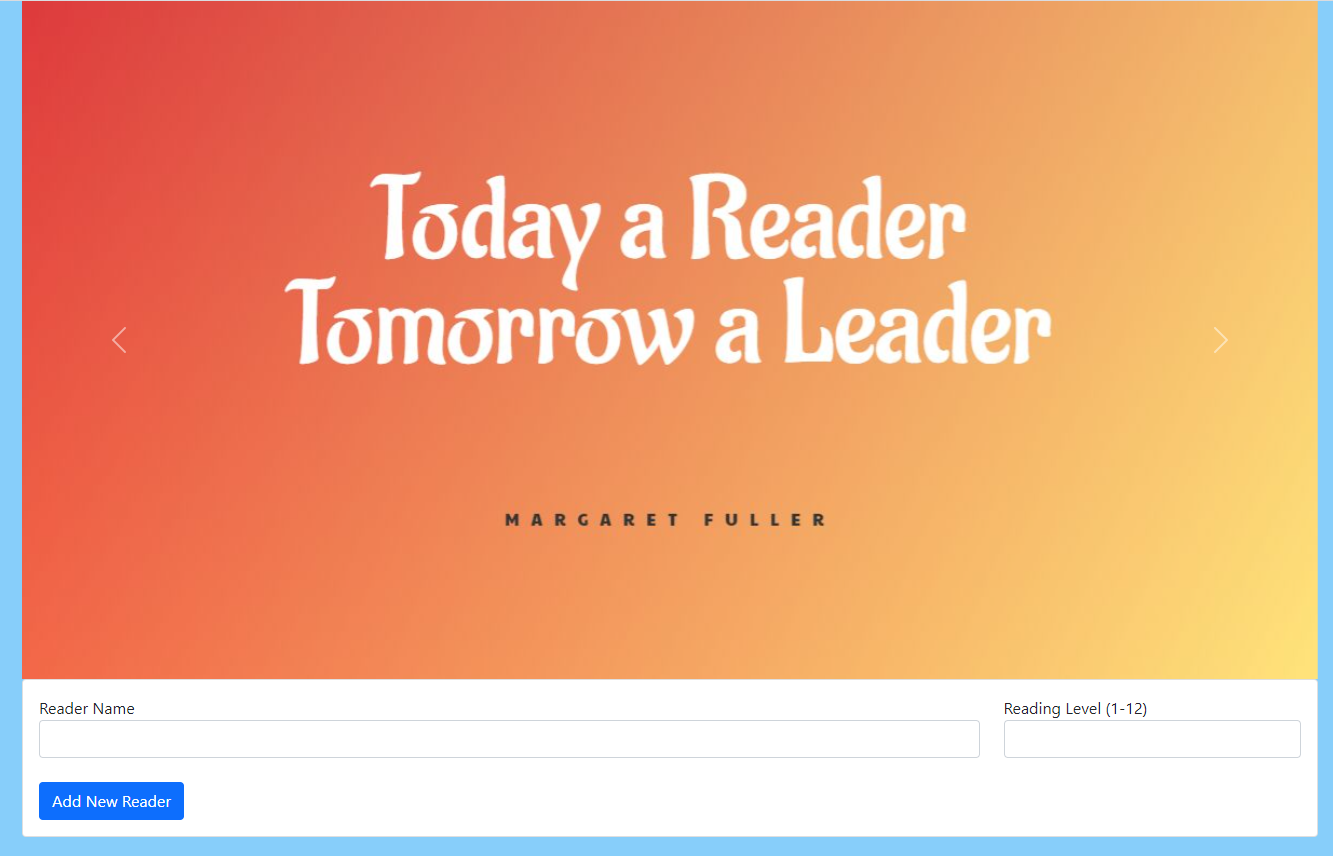 Today a Reader
Tomorrow a Leader
MARGARET FULLER
Reader Name
Reading Level (1-12)
Add New Reader